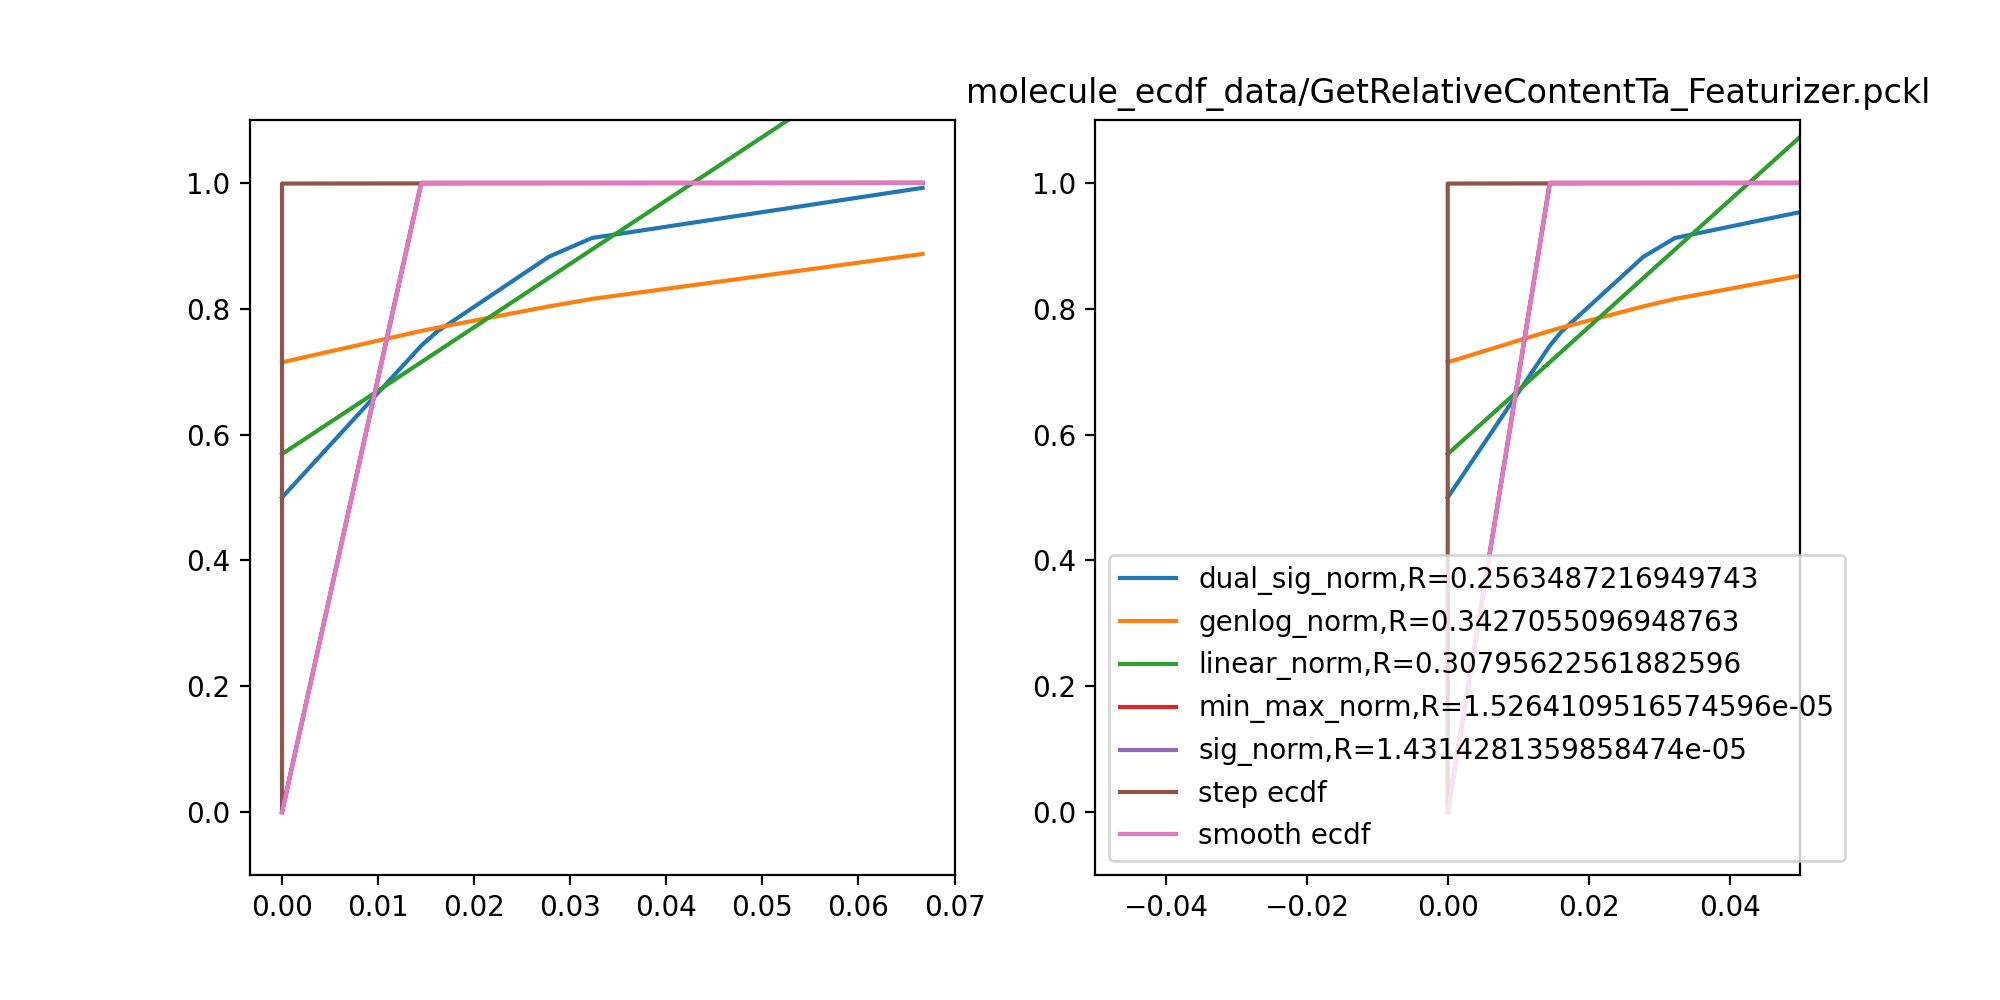 molecule_ecdf_data/GetRelativeContentTa_Featurizer.pckl
1.0
0.8
0.6
0.4
0.2
0.0
0.00 0.01 0.02 0.03 0.04 0.05 0.06 0.07
1.0
0.8
0.6
0.4
0.2
0.0
−0.04 −0.02 0.00 0.02 0.04
dual_sig_norm,R=0.2563487216949743
genlog_norm,R=0.3427055096948763
linear_norm,R=0.30795622561882596
min_max_norm,R=1.5264109516574596e-05
sig_norm,R=1.4314281359858474e-05
step ecdf
smooth ecdf